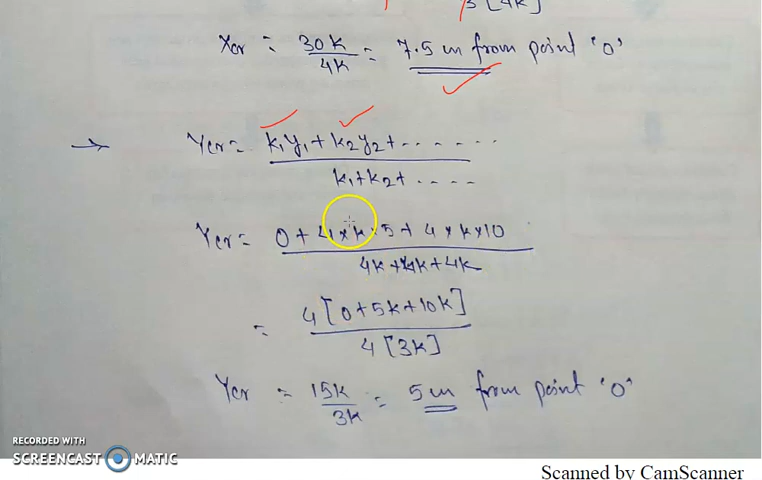 3[4K]
Xcr = 30K/4K = 7.5 m from point 'O'
→ Ycr = K₁y₁ + K₂y₂ + ....... / K₁+K₂+ .....
Ycr = 0 + 4×K×5 + 4×K×10 / 4K+4K+4K
= 4[0+5K+10K] / 4[3K]
Ycr = 15K/3K = 5 m from point 'O'
RECORDED WITH
SCREENCAST MATIC
Scanned by CamScanner